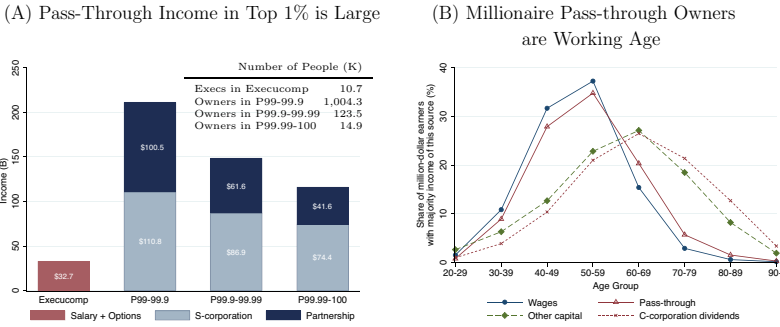 (A) Pass-Through Income in Top 1% is Large
Number of People (K)
Execs in Execucomp 10.7
Owners in P99-99.9 1,004.3
Owners in P99.9-99.99 123.5
Owners in P99.99-100 14.9
Income (B)
250
200
150
100
50
0
$32.7
$100.5
$110.8
$61.6
$86.9
$41.6
$74.4
Execucomp P99-99.9 P99.9-99.99 P99.99-100
Salary + Options S-corporation Partnership
(B) Millionaire Pass-through Owners
are Working Age
Share of million-dollar earners
with majority income of this source (%)
40
30
20
10
0
20-29 30-39 40-49 50-59 60-69 70-79 80-89 90-
Age Group
Wages Pass-through
Other capital C-corporation dividends